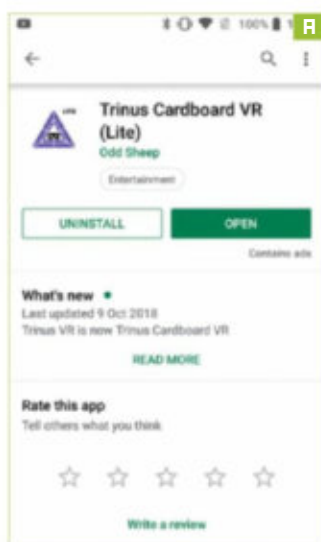 100%
A
Trinus Cardboard VR
(Lite)
Odd Sheep
Entertainment
UNINSTALL
OPEN
Contains ads
What's new
Last updated 9 Oct 2018
Trinus VR is now Trinus Cardboard VR
READ MORE
Rate this app
Tell others what you think
Write a review